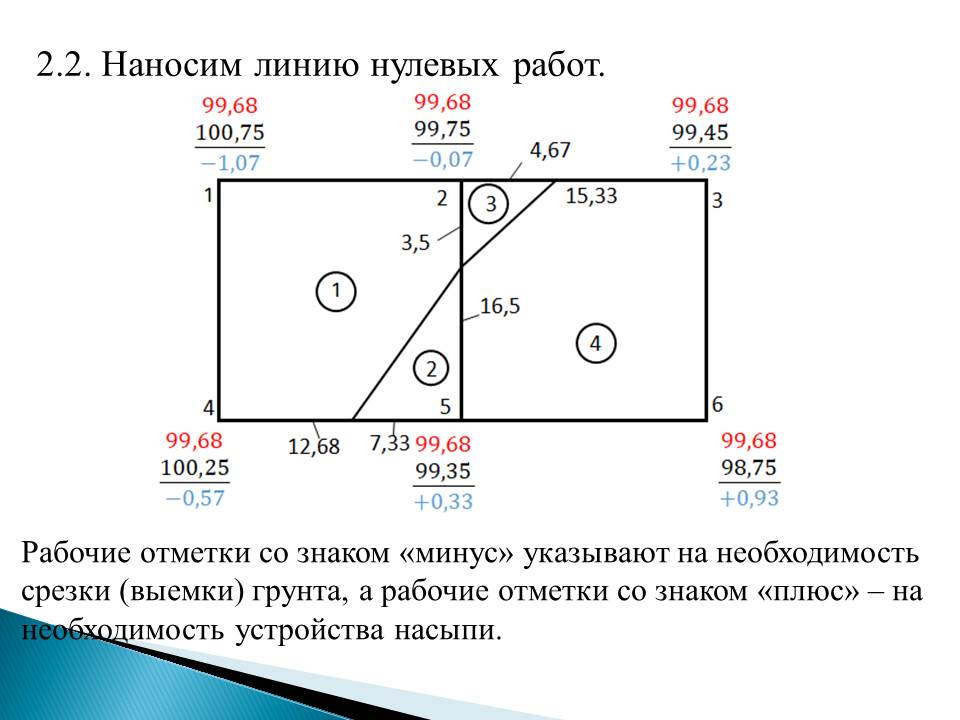 2.2. Наносим линию нулевых работ.
99,68 99,68 99,68
100,75 99,75 99,45
−1,07 −0,07 +0,23
4,67
1 2 3 15,33 3
3,5
1
16,5
4
2
4 5 6
12,68 7,33
99,68 99,68 99,68
100,25 99,35 98,75
−0,57 +0,33 +0,93
Рабочие отметки со знаком «минус» указывают на необходимость
срезки (выемки) грунта, а рабочие отметки со знаком «плюс» – на
необходимость устройства насыпи.